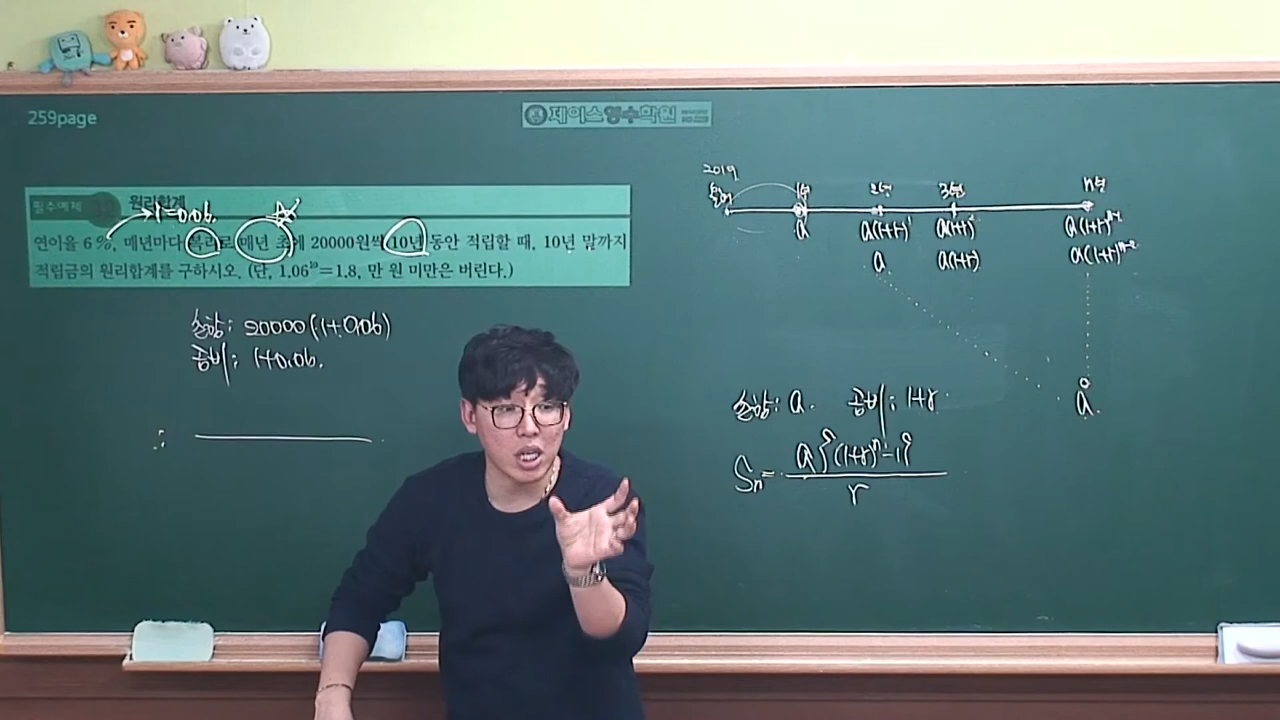 259page
제이스영수학원
필수예제 원리합계
r=0.06.
연이율 6%, 매년마다 복리로 매년 초에 20000원씩 10년 동안 적립할 때, 10년 말까지
적립금의 원리합계를 구하시오. (단, 1.06¹⁰=1.8, 만 원 미만은 버린다.)
초항: 20000(1+0.06)
공비: 1+0.06.
∴
2019
1년 2년 3년 n년
a a(1+r)¹ a(1+r)² a(1+r)ⁿ⁻¹
a a(1+r) a(1+r)ⁿ⁻²
a.
초항: a. 공비: 1+r
Sₙ= a{(1+r)ⁿ-1} / r